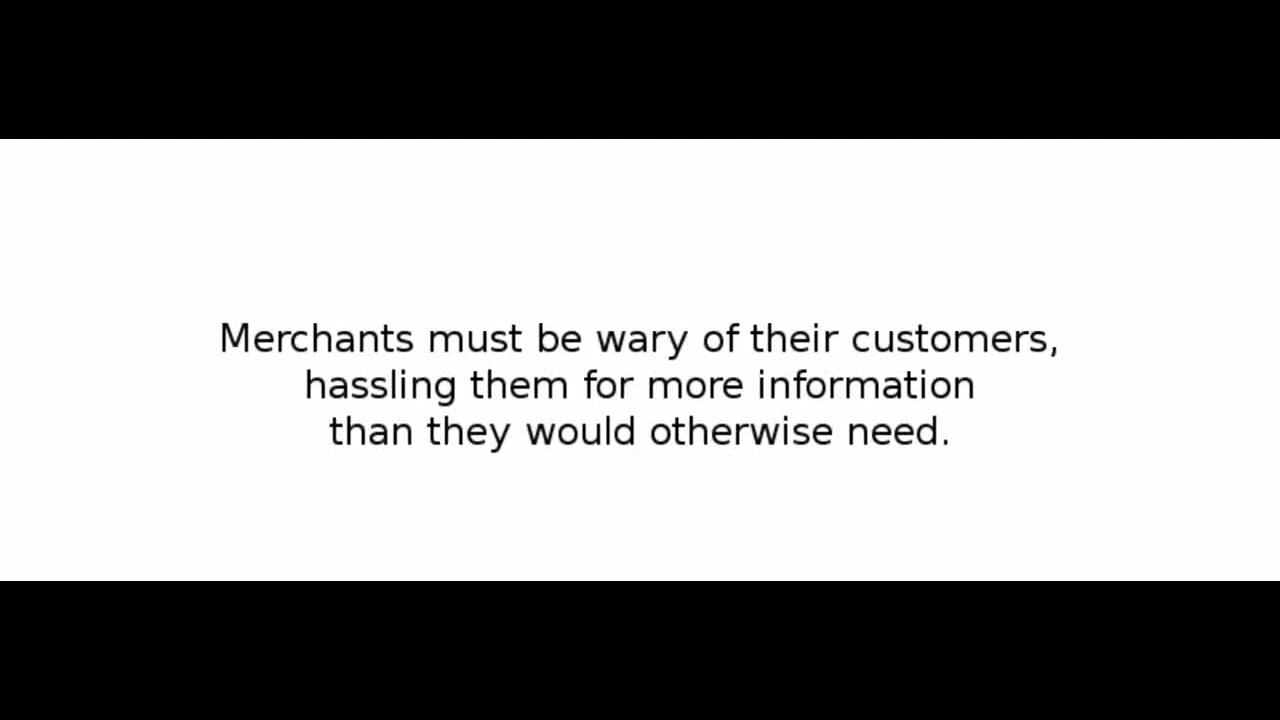 Merchants must be wary of their customers,
hassling them for more information
than they would otherwise need.